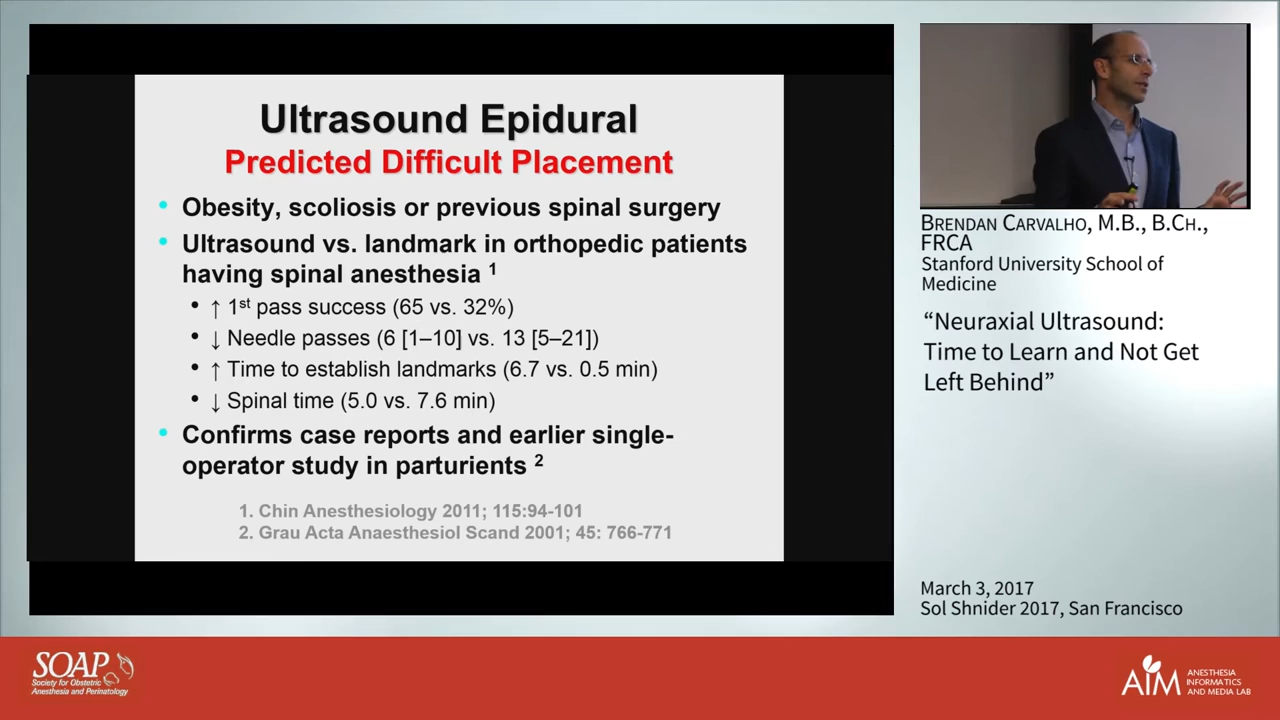 Ultrasound Epidural
Predicted Difficult Placement
• Obesity, scoliosis or previous spinal surgery
• Ultrasound vs. landmark in orthopedic patients
having spinal anesthesia 1
• ↑ 1st pass success (65 vs. 32%)
• ↓ Needle passes (6 [1–10] vs. 13 [5–21])
• ↑ Time to establish landmarks (6.7 vs. 0.5 min)
• ↓ Spinal time (5.0 vs. 7.6 min)
• Confirms case reports and earlier single-
operator study in parturients 2
1. Chin Anesthesiology 2011; 115:94-101
2. Grau Acta Anaesthesiol Scand 2001; 45: 766-771
Brendan Carvalho, M.B., B.Ch.,
FRCA
Stanford University School of
Medicine
“Neuraxial Ultrasound:
Time to Learn and Not Get
Left Behind”
March 3, 2017
Sol Shnider 2017, San Francisco
SOAP
Society for Obstetric
Anesthesia and Perinatology
AIM
ANESTHESIA
INFORMATICS
AND MEDIA LAB